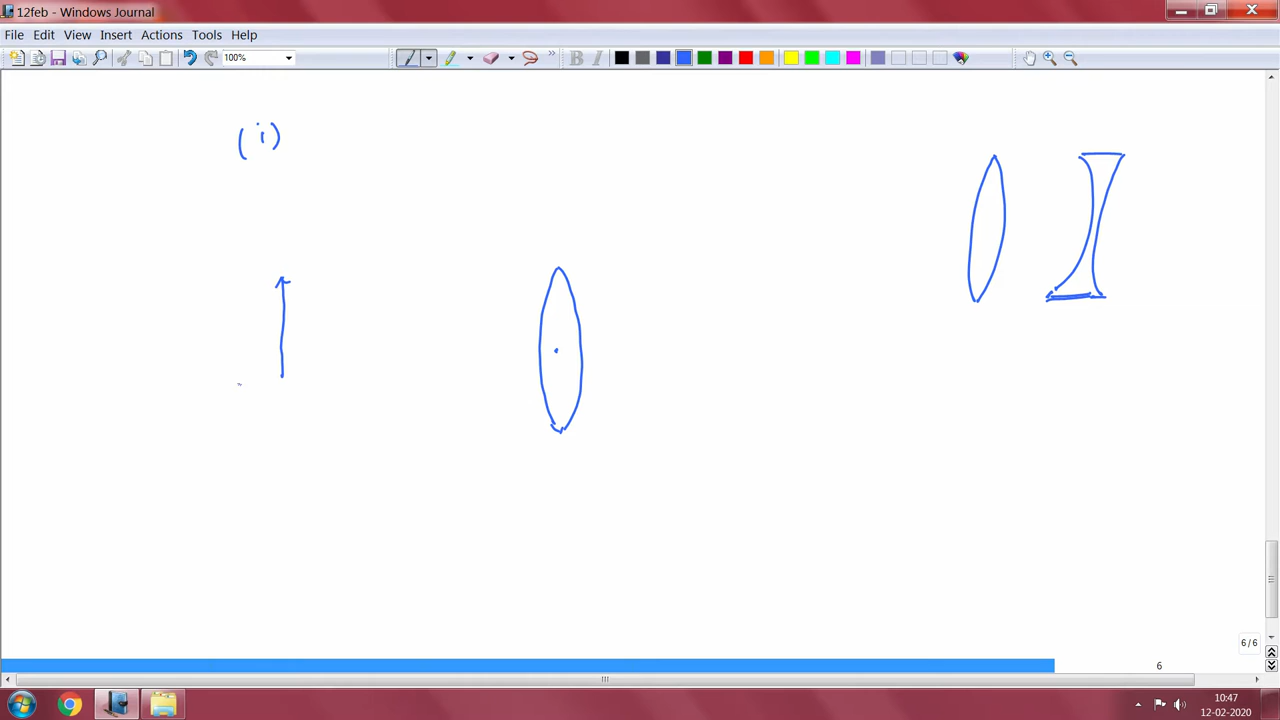 12feb - Windows Journal
File Edit View Insert Actions Tools Help
100%
B I
(i)
6/6
6
10:47
12-02-2020